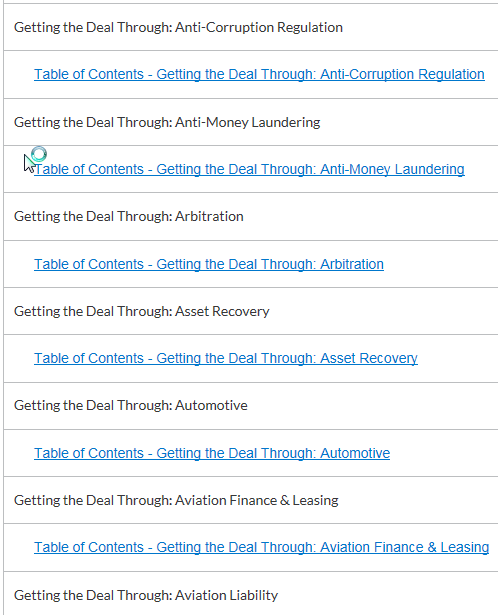 Getting the Deal Through: Anti-Corruption Regulation
Table of Contents - Getting the Deal Through: Anti-Corruption Regulation
Getting the Deal Through: Anti-Money Laundering
Table of Contents - Getting the Deal Through: Anti-Money Laundering
Getting the Deal Through: Arbitration
Table of Contents - Getting the Deal Through: Arbitration
Getting the Deal Through: Asset Recovery
Table of Contents - Getting the Deal Through: Asset Recovery
Getting the Deal Through: Automotive
Table of Contents - Getting the Deal Through: Automotive
Getting the Deal Through: Aviation Finance & Leasing
Table of Contents - Getting the Deal Through: Aviation Finance & Leasing
Getting the Deal Through: Aviation Liability